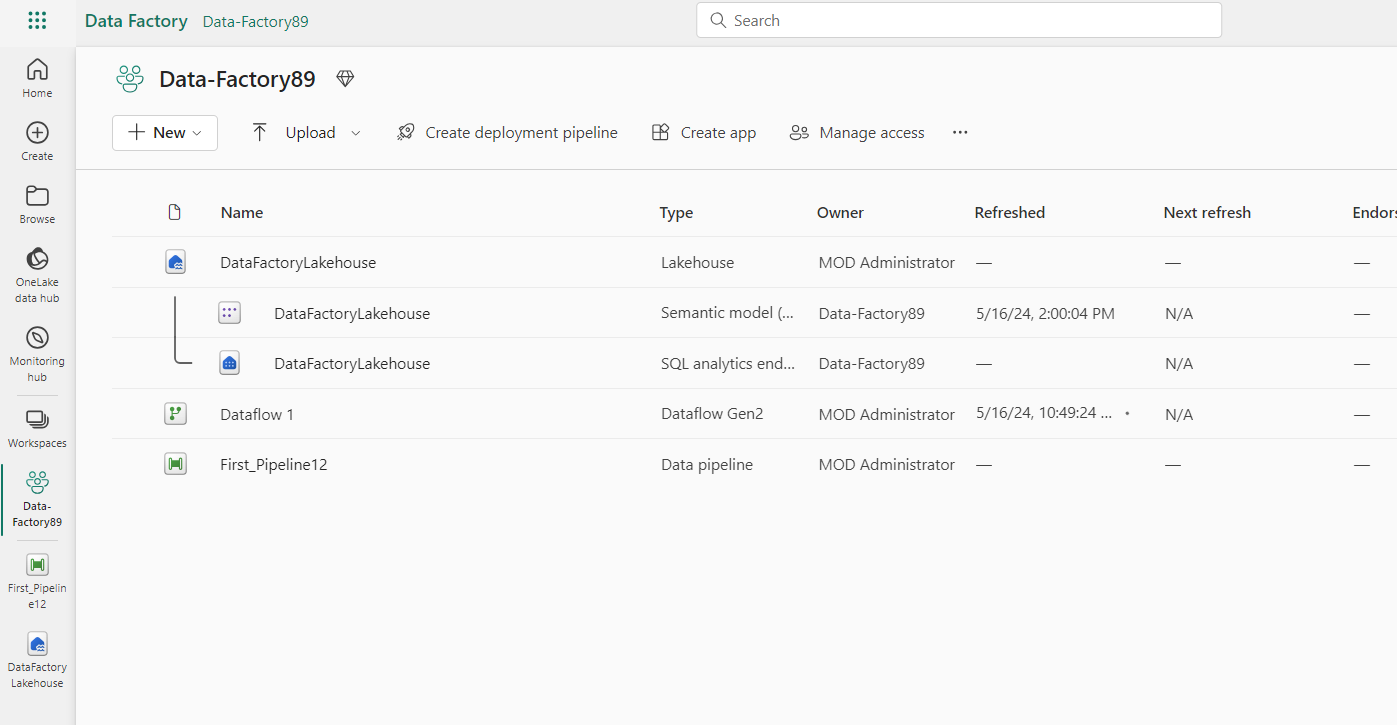 Data Factory Data-Factory89 Search
Home
Create
Browse
OneLake
data hub
Monitoring
hub
Workspaces
Data-
Factory89
First_Pipelin
e12
DataFactory
Lakehouse
Data-Factory89
New Upload Create deployment pipeline Create app Manage access ...
Name Type Owner Refreshed Next refresh Endors
DataFactoryLakehouse Lakehouse MOD Administrator — — —
DataFactoryLakehouse Semantic model (... Data-Factory89 5/16/24, 2:00:04 PM N/A —
DataFactoryLakehouse SQL analytics end... Data-Factory89 — N/A —
Dataflow 1 Dataflow Gen2 MOD Administrator 5/16/24, 10:49:24 ... • N/A —
First_Pipeline12 Data pipeline MOD Administrator — — —